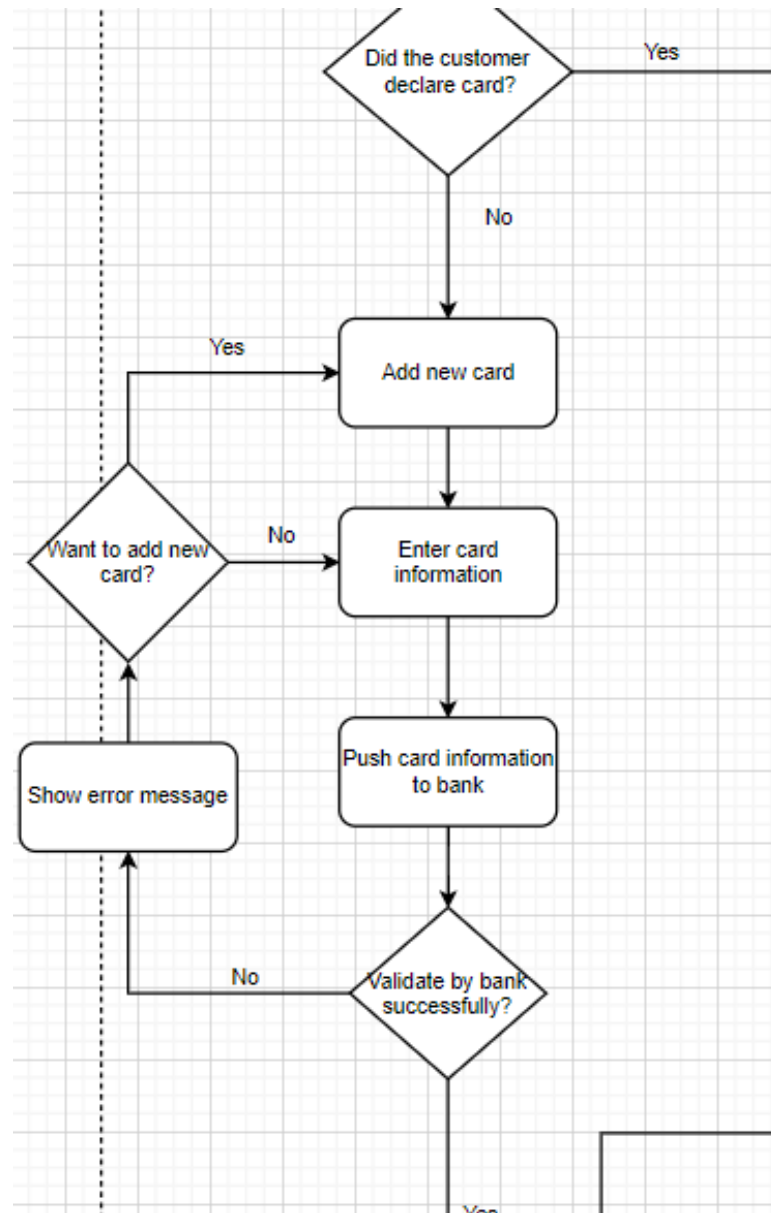 Did the customer
declare card?
Yes
No
Yes
Add new card
Want to add new
card?
No
Enter card
information
Push card information
to bank
Show error message
No
Validate by bank
successfully?
Yes